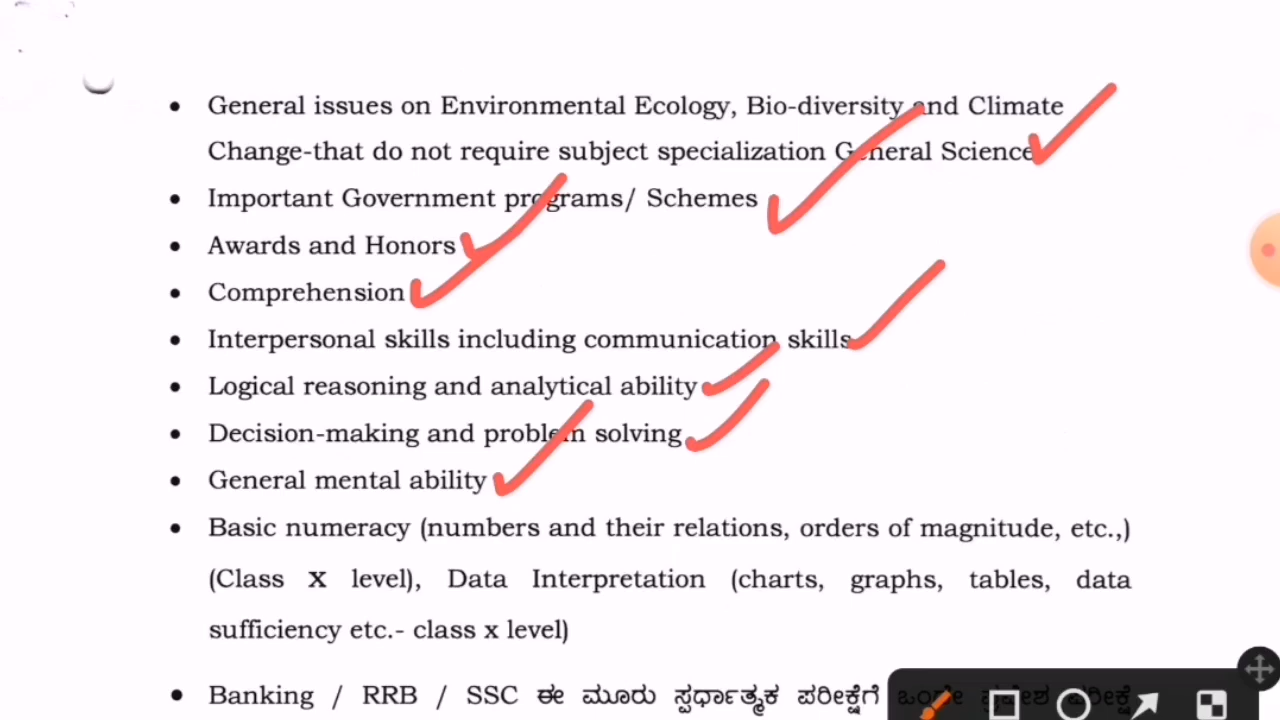 • General issues on Environmental Ecology, Bio-diversity and Climate
Change-that do not require subject specialization General Science
• Important Government programs/ Schemes
• Awards and Honors
• Comprehension
• Interpersonal skills including communication skills
• Logical reasoning and analytical ability
• Decision-making and problem solving
• General mental ability
• Basic numeracy (numbers and their relations, orders of magnitude, etc.,)
(Class x level), Data Interpretation (charts, graphs, tables, data
sufficiency etc.- class x level)
• Banking / RRB / SSC ಈ ಮೂರು ಸ್ಪರ್ಧಾತ್ಮಕ ಪರೀಕ್ಷೆಗೆ